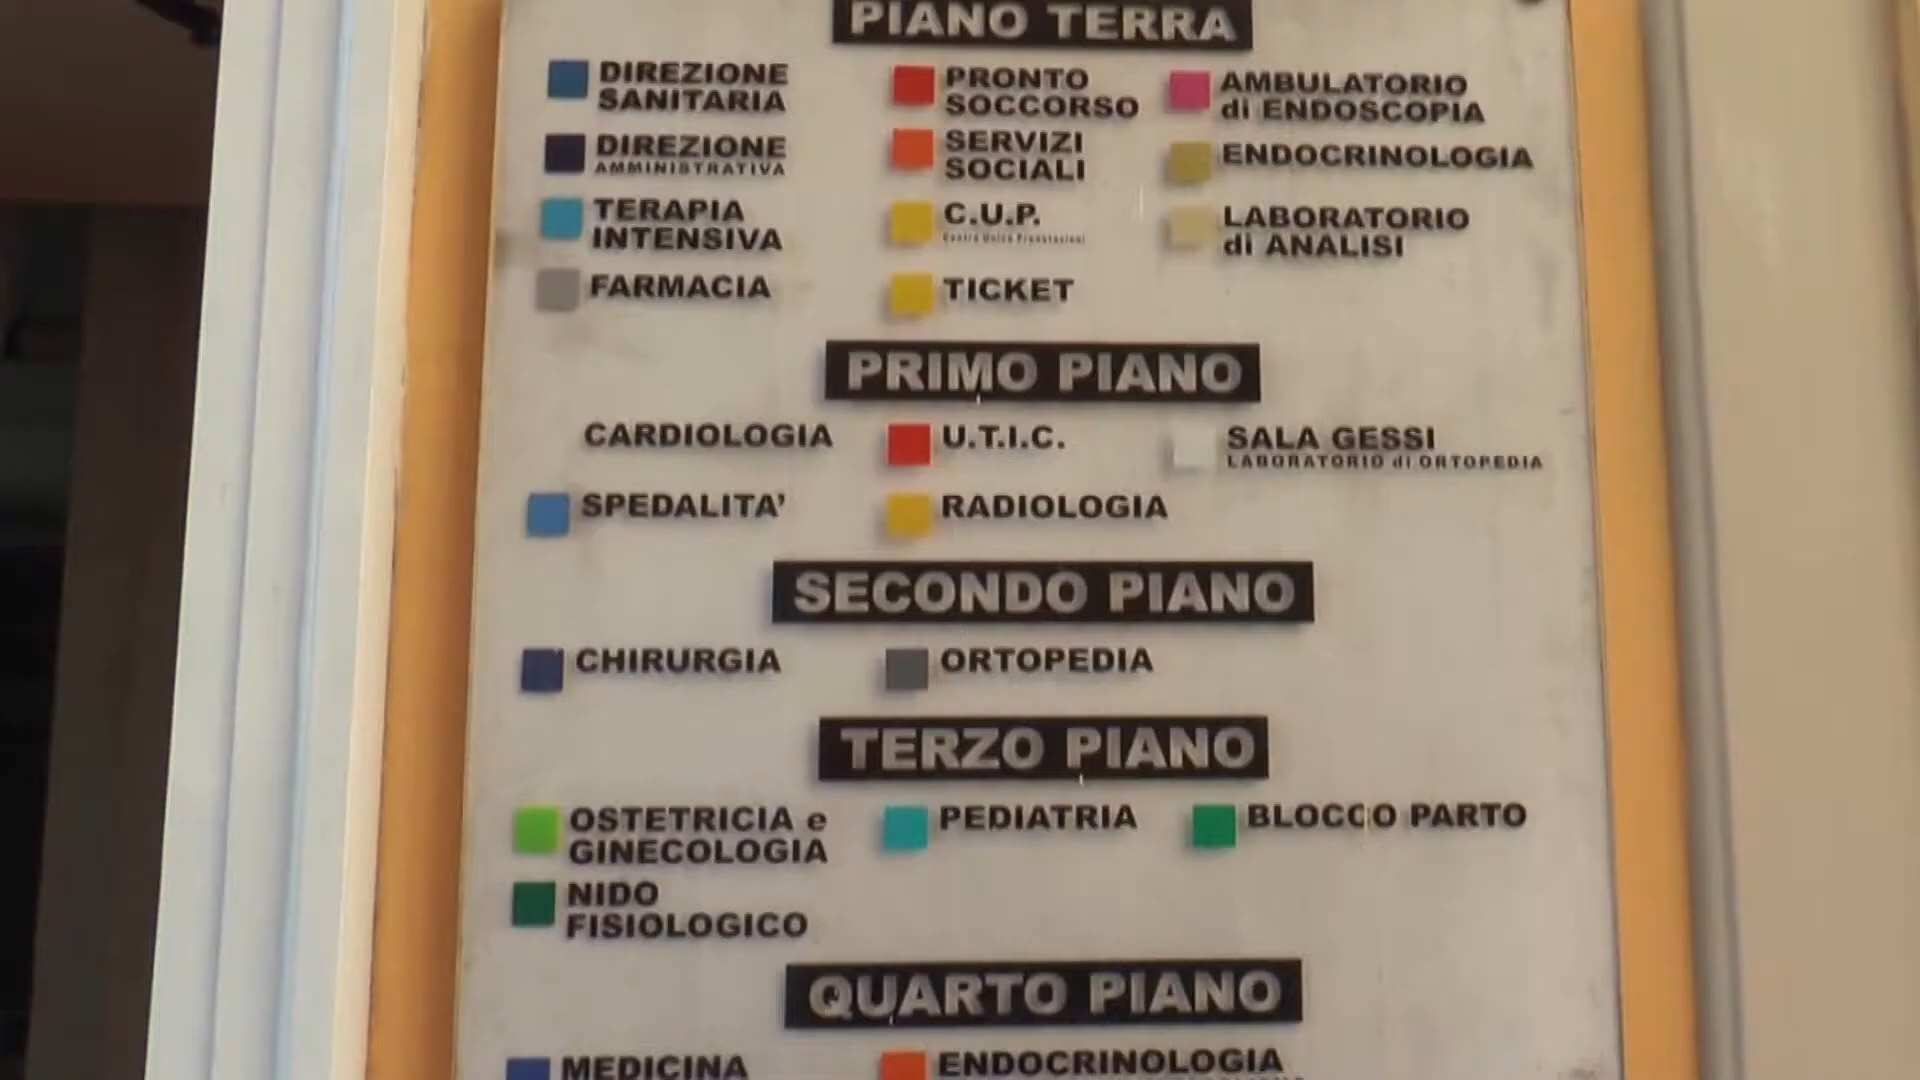 PIANO TERRA
DIREZIONE
SANITARIA
DIREZIONE
AMMINISTRATIVA
TERAPIA
INTENSIVA
FARMACIA
PRONTO
SOCCORSO
SERVIZI
SOCIALI
C.U.P.
Centro Unico Prenotazioni
TICKET
AMBULATORIO
di ENDOSCOPIA
ENDOCRINOLOGIA
LABORATORIO
di ANALISI
PRIMO PIANO
CARDIOLOGIA
SPEDALITA’
U.T.I.C.
RADIOLOGIA
SALA GESSI
LABORATORIO di ORTOPEDIA
SECONDO PIANO
CHIRURGIA
ORTOPEDIA
TERZO PIANO
OSTETRICIA e
GINECOLOGIA
NIDO
FISIOLOGICO
PEDIATRIA
BLOCCO PARTO
QUARTO PIANO
MEDICINA
ENDOCRINOLOGIA